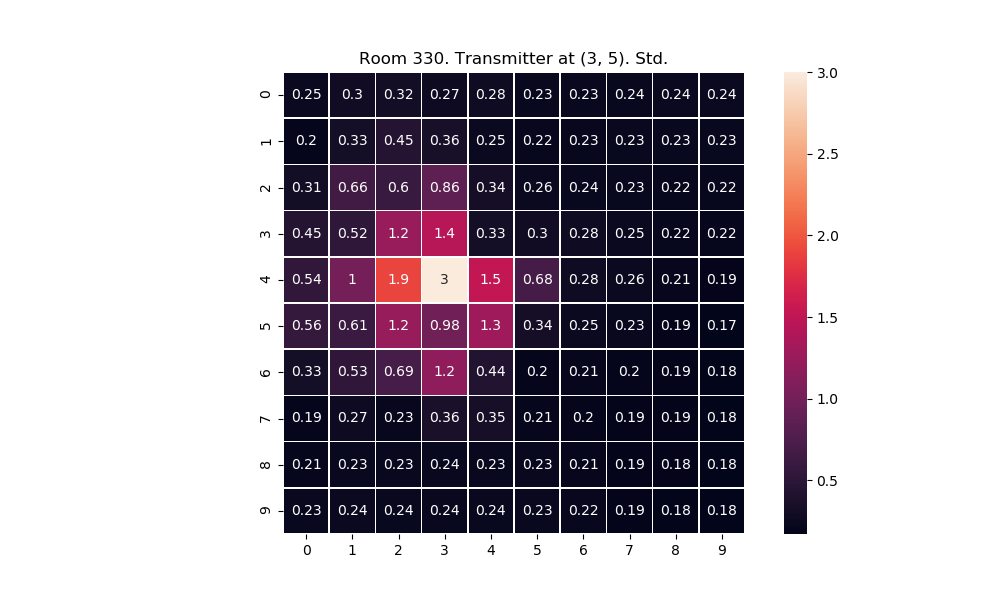 Room 330. Transmitter at (3, 5). Std.
0 0.25 0.3 0.32 0.27 0.28 0.23 0.23 0.24 0.24 0.24
1 0.2 0.33 0.45 0.36 0.25 0.22 0.23 0.23 0.23 0.23
2 0.31 0.66 0.6 0.86 0.34 0.26 0.24 0.23 0.22 0.22
3 0.45 0.52 1.2 1.4 0.33 0.3 0.28 0.25 0.22 0.22
4 0.54 1 1.9 3 1.5 0.68 0.28 0.26 0.21 0.19
5 0.56 0.61 1.2 0.98 1.3 0.34 0.25 0.23 0.19 0.17
6 0.33 0.53 0.69 1.2 0.44 0.2 0.21 0.2 0.19 0.18
7 0.19 0.27 0.23 0.36 0.35 0.21 0.2 0.19 0.19 0.18
8 0.21 0.23 0.23 0.24 0.23 0.23 0.21 0.19 0.18 0.18
9 0.23 0.24 0.24 0.24 0.24 0.23 0.22 0.19 0.18 0.18
0 1 2 3 4 5 6 7 8 9
3.0
2.5
2.0
1.5
1.0
0.5